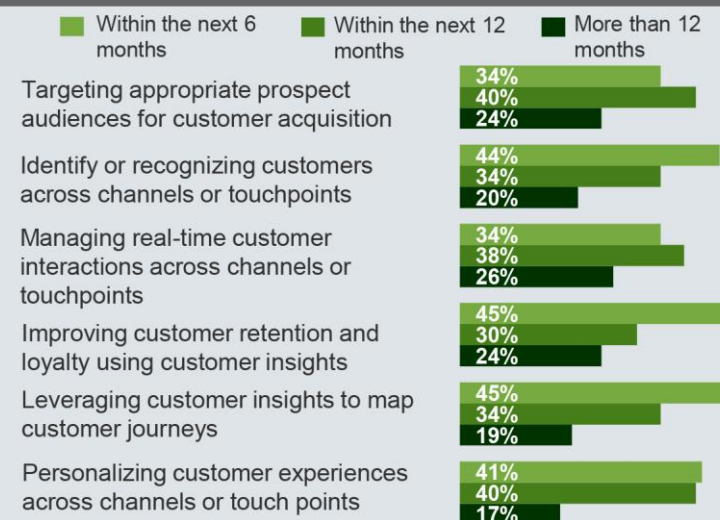 Within the next 6 months
Within the next 12 months
More than 12 months
Targeting appropriate prospect
audiences for customer acquisition
34%
40%
24%
Identify or recognizing customers
across channels or touchpoints
44%
34%
20%
Managing real-time customer
interactions across channels or
touchpoints
34%
38%
26%
Improving customer retention and
loyalty using customer insights
45%
30%
24%
Leveraging customer insights to map
customer journeys
45%
34%
19%
Personalizing customer experiences
across channels or touch points
41%
40%
17%